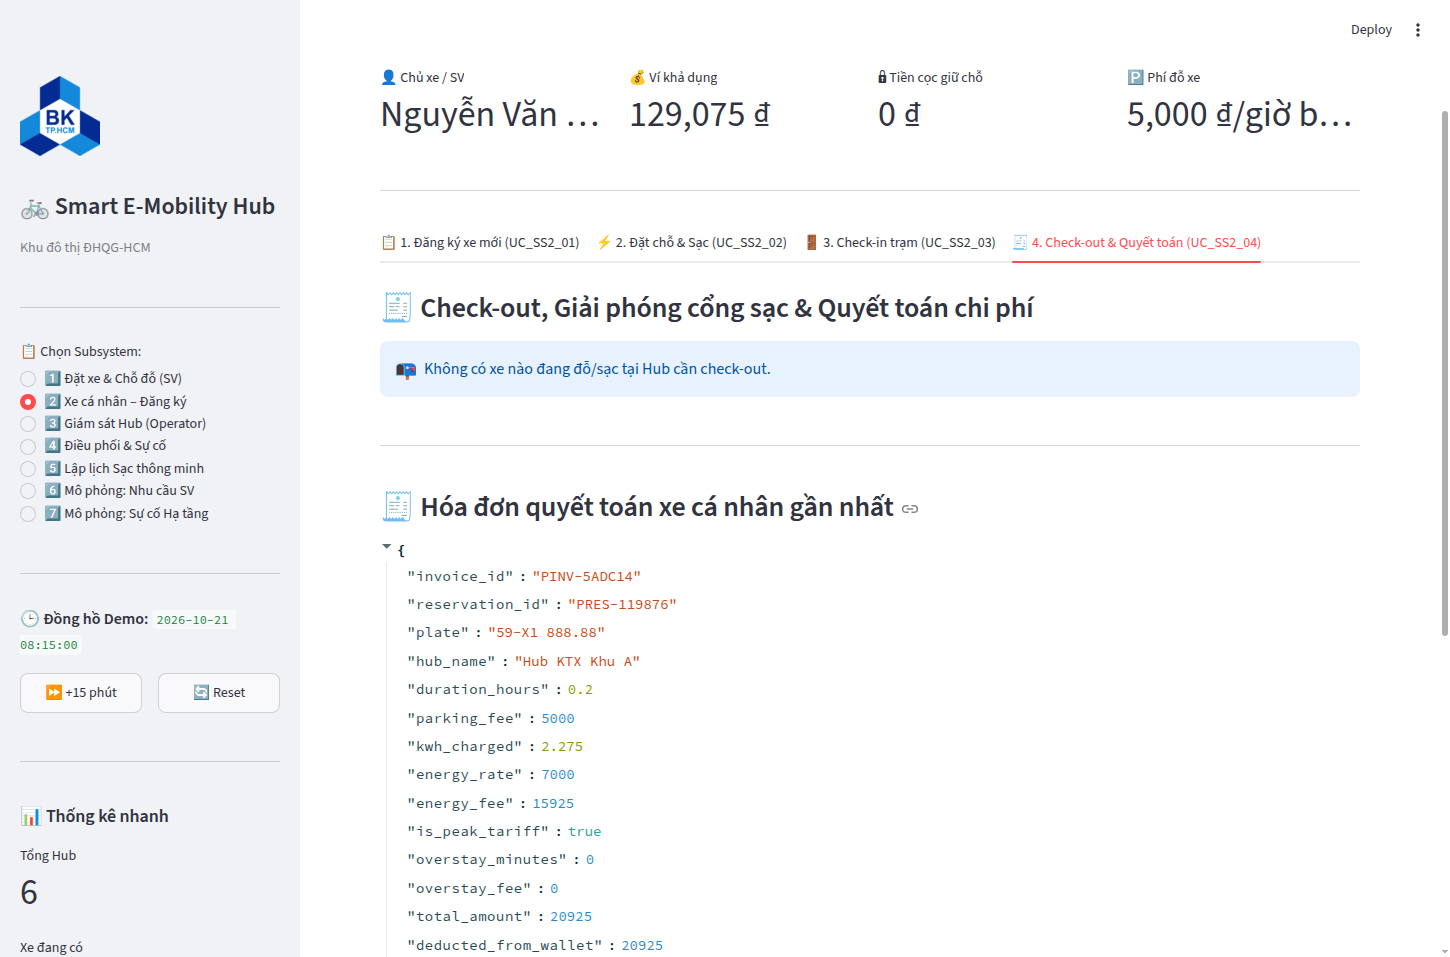 BK
TP.HCM
🚲 Smart E-Mobility Hub
Khu đô thị ĐHQG-HCM
📋 Chọn Subsystem:
1️⃣ Đặt xe & Chỗ đỗ (SV)
2️⃣ Xe cá nhân – Đăng ký
3️⃣ Giám sát Hub (Operator)
4️⃣ Điều phối & Sự cố
5️⃣ Lập lịch Sạc thông minh
6️⃣ Mô phỏng: Nhu cầu SV
7️⃣ Mô phỏng: Sự cố Hạ tầng
🕒 Đồng hồ Demo: 2026-10-21
08:15:00
⏩ +15 phút
🔄 Reset
📊 Thống kê nhanh
Tổng Hub
6
Xe đang có
Deploy
👤 Chủ xe / SV
Nguyễn Văn ...
💰 Ví khả dụng
129,075 ₫
🔒 Tiền cọc giữ chỗ
0 ₫
🅿️ Phí đỗ xe
5,000 ₫/giờ b...
📋 1. Đăng ký xe mới (UC_SS2_01)
⚡ 2. Đặt chỗ & Sạc (UC_SS2_02)
🚪 3. Check-in trạm (UC_SS2_03)
🧾 4. Check-out & Quyết toán (UC_SS2_04)
🧾 Check-out, Giải phóng cổng sạc & Quyết toán chi phí
📭 Không có xe nào đang đỗ/sạc tại Hub cần check-out.
🧾 Hóa đơn quyết toán xe cá nhân gần nhất
{
"invoice_id" : "PINV-5ADC14"
"reservation_id" : "PRES-119876"
"plate" : "59-X1 888.88"
"hub_name" : "Hub KTX Khu A"
"duration_hours" : 0.2
"parking_fee" : 5000
"kwh_charged" : 2.275
"energy_rate" : 7000
"energy_fee" : 15925
"is_peak_tariff" : true
"overstay_minutes" : 0
"overstay_fee" : 0
"total_amount" : 20925
"deducted_from_wallet" : 20925